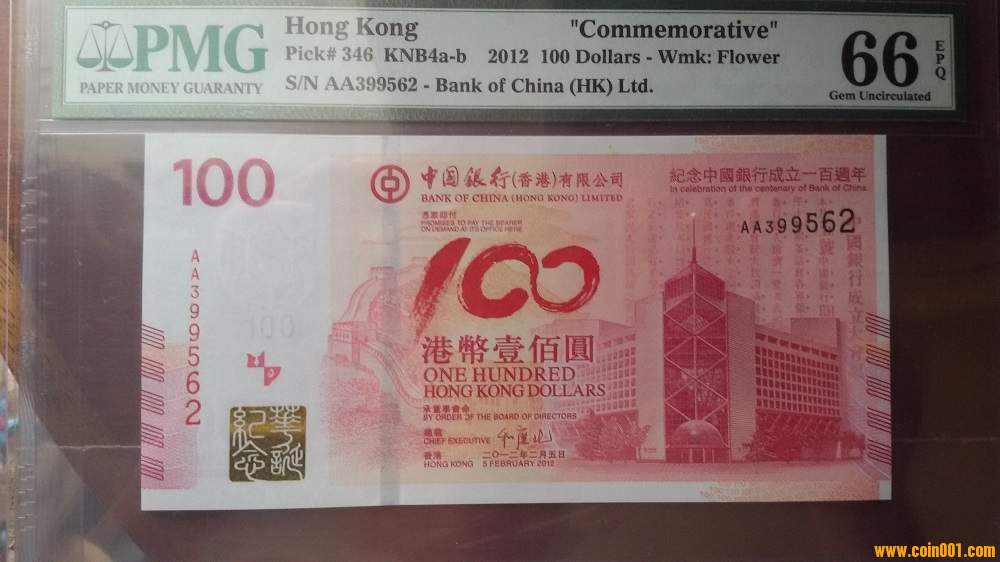 PMG
PAPER MONEY GUARANTY
Hong Kong "Commemorative"
Pick# 346 KNB4a-b 2012 100 Dollars - Wmk: Flower
S/N AA399562 - Bank of China (HK) Ltd.
66 EPQ
Gem Uncirculated
100
中国银行(香港)有限公司
BANK OF CHINA (HONG KONG) LIMITED
憑票即付
PROMISES TO PAY THE BEARER
ON DEMAND AT ITS OFFICE HERE
紀念中國銀行成立一百週年
In celebration of the centenary of Bank of China
AA399562
100
港幣壹佰圓
ONE HUNDRED
HONG KONG DOLLARS
承董事會命
BY ORDER OF THE BOARD OF DIRECTORS
總裁
CHIEF EXECUTIVE
香港 二〇一二年二月五日
HONG KONG 5 FEBRUARY 2012
AA399562
100
華誕紀念
www.coin001.com